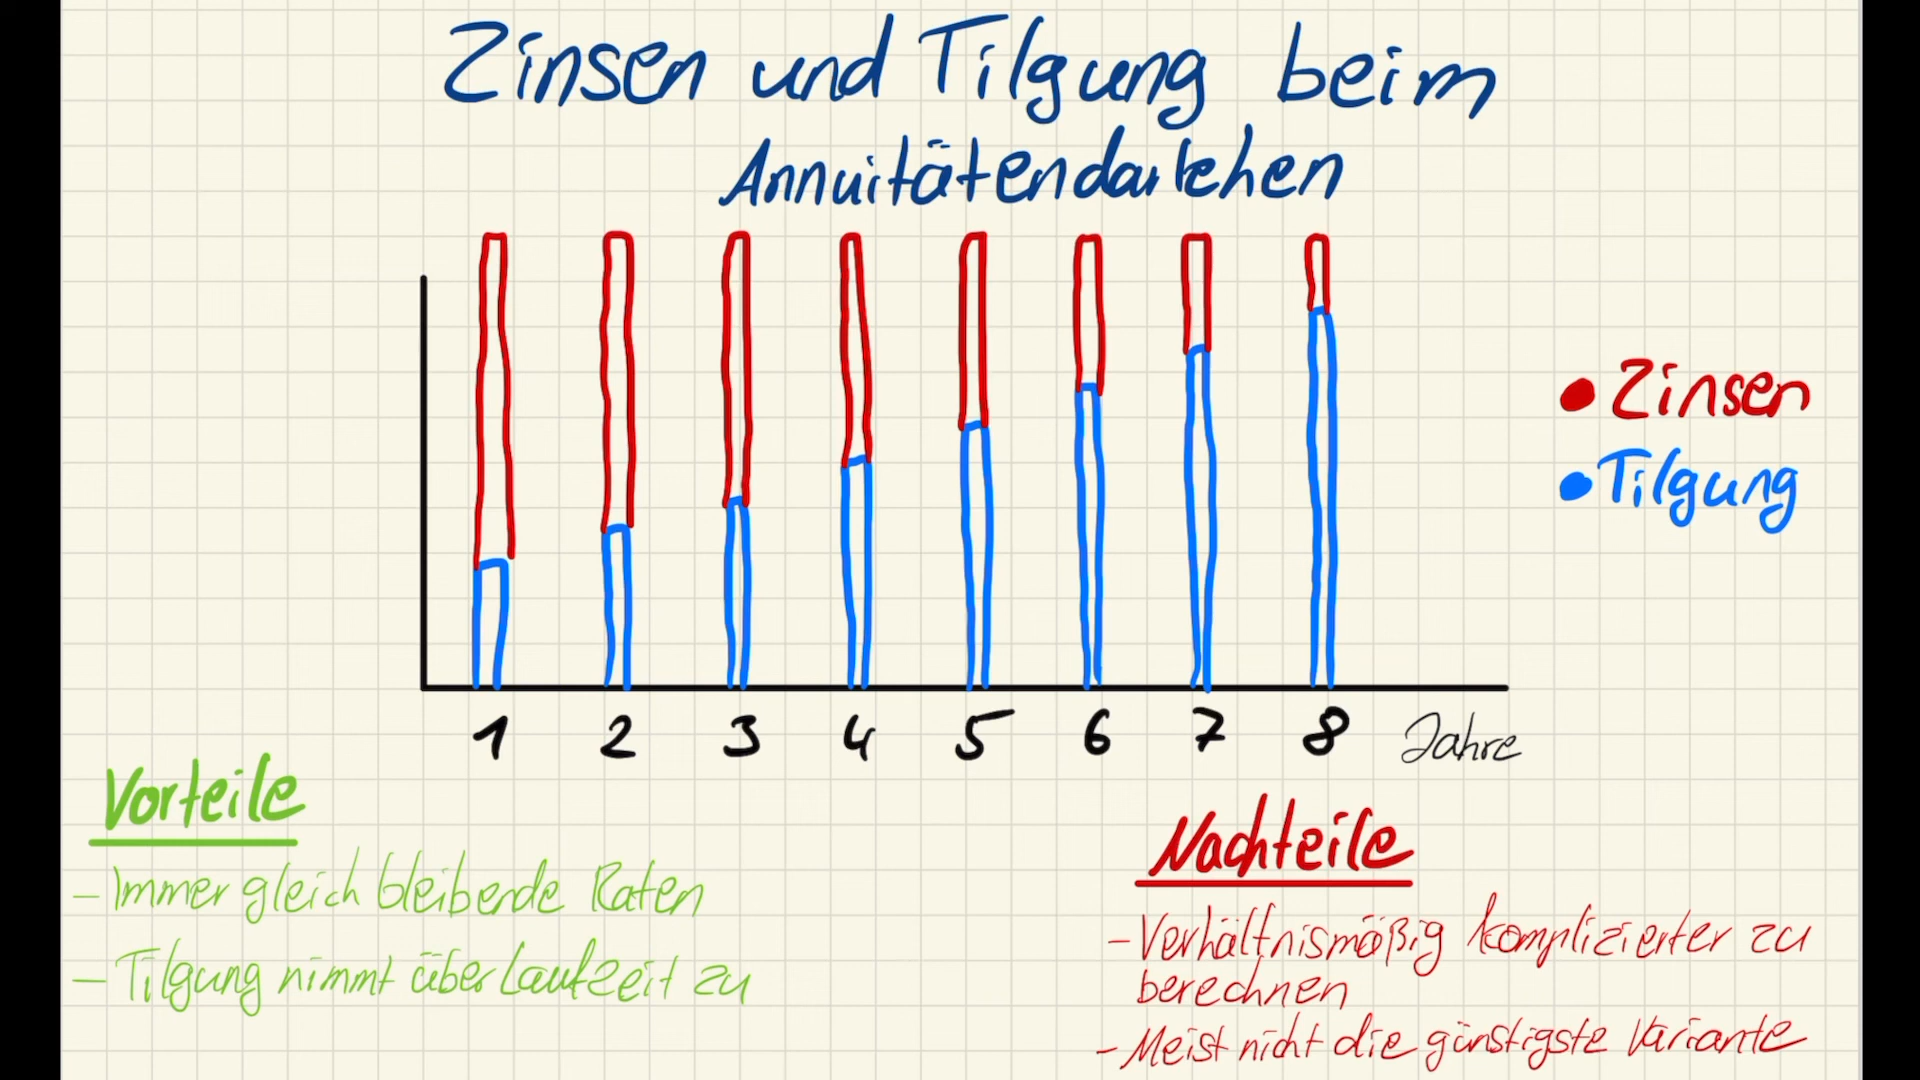 Zinsen und Tilgung beim
Annuitätendarlehen
• Zinsen
• Tilgung
1 2 3 4 5 6 7 8 Jahre
Vorteile
- Immer gleich bleibende Raten
- Tilgung nimmt über Laufzeit zu
Nachteile
- Verhältnismäßig komplizierter zu
berechnen
- Meist nicht die günstigste Variante